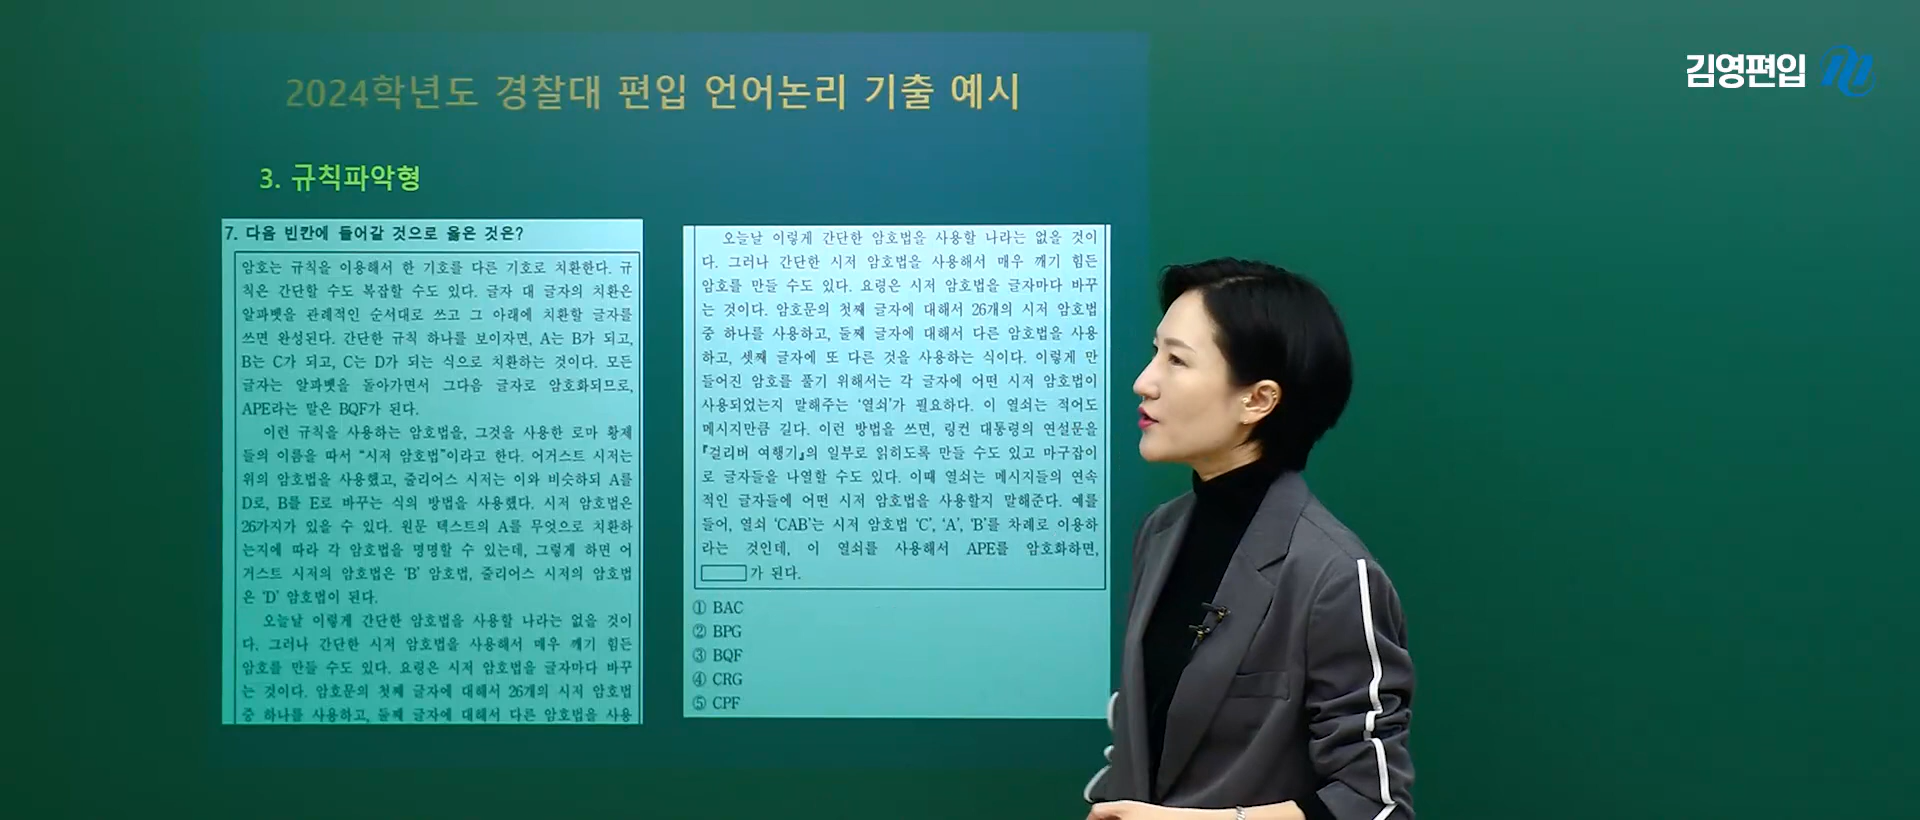 2024학년도 경찰대 편입 언어논리 기출 예시
김영편입
3. 규칙파악형
7. 다음 빈칸에 들어갈 것으로 옳은 것은?
암호는 규칙을 이용해서 한 기호를 다른 기호로 치환한다. 규
칙은 간단할 수도 복잡할 수도 있다. 글자 대 글자의 치환은
알파벳을 관례적인 순서대로 쓰고 그 아래에 치환할 글자를
쓰면 완성된다. 간단한 규칙 하나를 보이자면, A는 B가 되고,
B는 C가 되고, C는 D가 되는 식으로 치환하는 것이다. 모든
글자는 알파벳을 돌아가면서 그다음 글자로 암호화되므로,
APE라는 말은 BQF가 된다.
이런 규칙을 사용하는 암호법을, 그것을 사용한 로마 황제
들의 이름을 따서 “시저 암호법”이라고 한다. 어거스트 시저는
위의 암호법을 사용했고, 줄리어스 시저는 이와 비슷하되 A를
D로, B를 E로 바꾸는 식의 방법을 사용했다. 시저 암호법은
26가지가 있을 수 있다. 원문 텍스트의 A를 무엇으로 치환하
는지에 따라 각 암호법을 명명할 수 있는데, 그렇게 하면 어
거스트 시저의 암호법은 ‘B’ 암호법, 줄리어스 시저의 암호법
은 ‘D’ 암호법이 된다.
오늘날 이렇게 간단한 암호법을 사용할 나라는 없을 것이
다. 그러나 간단한 시저 암호법을 사용해서 매우 깨기 힘든
암호를 만들 수도 있다. 요령은 시저 암호법을 글자마다 바꾸
는 것이다. 암호문의 첫째 글자에 대해서 26개의 시저 암호법
중 하나를 사용하고, 둘째 글자에 대해서 다른 암호법을 사용
오늘날 이렇게 간단한 암호법을 사용할 나라는 없을 것이
다. 그러나 간단한 시저 암호법을 사용해서 매우 깨기 힘든
암호를 만들 수도 있다. 요령은 시저 암호법을 글자마다 바꾸
는 것이다. 암호문의 첫째 글자에 대해서 26개의 시저 암호법
중 하나를 사용하고, 둘째 글자에 대해서 다른 암호법을 사용
하고, 셋째 글자에 또 다른 것을 사용하는 식이다. 이렇게 만
들어진 암호를 풀기 위해서는 각 글자에 어떤 시저 암호법이
사용되었는지 말해주는 ‘열쇠’가 필요하다. 이 열쇠는 적어도
메시지만큼 길다. 이런 방법을 쓰면, 링컨 대통령의 연설문을
『걸리버 여행기』의 일부로 읽히도록 만들 수도 있고 마구잡이
로 글자들을 나열할 수도 있다. 이때 열쇠는 메시지들의 연속
적인 글자들에 어떤 시저 암호법을 사용할지 말해준다. 예를
들어, 열쇠 ‘CAB’는 시저 암호법 ‘C’, ‘A’, ‘B’를 차례로 이용하
라는 것인데, 이 열쇠를 사용해서 APE를 암호화하면,
가 된다.
① BAC
② BPG
③ BQF
④ CRG
⑤ CPF